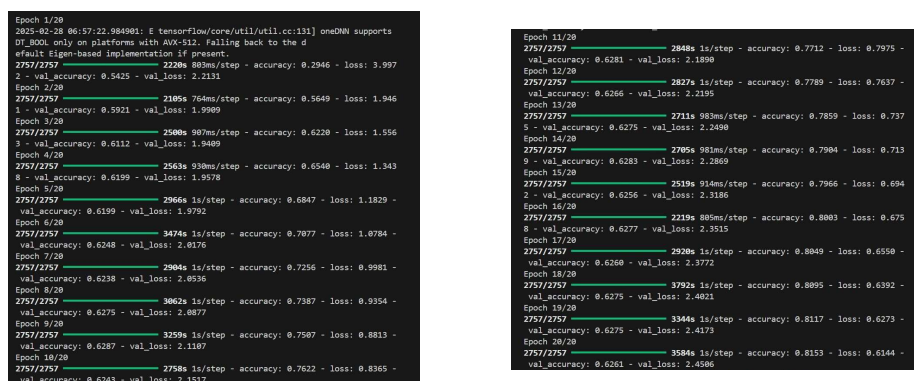 Epoch 1/20
2025-02-28 06:57:22.984901: E tensorflow/core/util/util.cc:131] oneDNN supports
DT_BOOL only on platforms with AVX-512. Falling back to the d
efault Eigen-based implementation if present.
2757/2757 2220s 803ms/step - accuracy: 0.2946 - loss: 3.997
2 - val_accuracy: 0.5425 - val_loss: 2.2131
Epoch 2/20
2757/2757 2105s 764ms/step - accuracy: 0.5649 - loss: 1.946
1 - val_accuracy: 0.5921 - val_loss: 1.9909
Epoch 3/20
2757/2757 2500s 907ms/step - accuracy: 0.6220 - loss: 1.556
3 - val_accuracy: 0.6112 - val_loss: 1.9409
Epoch 4/20
2757/2757 2563s 930ms/step - accuracy: 0.6540 - loss: 1.343
8 - val_accuracy: 0.6199 - val_loss: 1.9578
Epoch 5/20
2757/2757 2966s 1s/step - accuracy: 0.6847 - loss: 1.1829 -
val_accuracy: 0.6199 - val_loss: 1.9792
Epoch 6/20
2757/2757 3474s 1s/step - accuracy: 0.7077 - loss: 1.0784 -
val_accuracy: 0.6248 - val_loss: 2.0176
Epoch 7/20
2757/2757 2904s 1s/step - accuracy: 0.7256 - loss: 0.9981 -
val_accuracy: 0.6238 - val_loss: 2.0536
Epoch 8/20
2757/2757 3062s 1s/step - accuracy: 0.7387 - loss: 0.9354 -
val_accuracy: 0.6275 - val_loss: 2.0877
Epoch 9/20
2757/2757 3259s 1s/step - accuracy: 0.7507 - loss: 0.8813 -
val_accuracy: 0.6287 - val_loss: 2.1107
Epoch 10/20
2757/2757 2758s 1s/step - accuracy: 0.7622 - loss: 0.8365 -
val_accuracy: 0.6243 - val_loss: 2.1517
Epoch 11/20
2757/2757 2848s 1s/step - accuracy: 0.7712 - loss: 0.7975 -
val_accuracy: 0.6281 - val_loss: 2.1890
Epoch 12/20
2757/2757 2827s 1s/step - accuracy: 0.7789 - loss: 0.7637 -
val_accuracy: 0.6266 - val_loss: 2.2195
Epoch 13/20
2757/2757 2711s 983ms/step - accuracy: 0.7859 - loss: 0.737
5 - val_accuracy: 0.6275 - val_loss: 2.2490
Epoch 14/20
2757/2757 2705s 981ms/step - accuracy: 0.7904 - loss: 0.713
9 - val_accuracy: 0.6283 - val_loss: 2.2869
Epoch 15/20
2757/2757 2519s 914ms/step - accuracy: 0.7966 - loss: 0.694
2 - val_accuracy: 0.6256 - val_loss: 2.3186
Epoch 16/20
2757/2757 2219s 805ms/step - accuracy: 0.8003 - loss: 0.675
8 - val_accuracy: 0.6277 - val_loss: 2.3515
Epoch 17/20
2757/2757 2920s 1s/step - accuracy: 0.8049 - loss: 0.6550 -
val_accuracy: 0.6260 - val_loss: 2.3772
Epoch 18/20
2757/2757 3792s 1s/step - accuracy: 0.8095 - loss: 0.6392 -
val_accuracy: 0.6275 - val_loss: 2.4021
Epoch 19/20
2757/2757 3344s 1s/step - accuracy: 0.8117 - loss: 0.6273 -
val_accuracy: 0.6275 - val_loss: 2.4173
Epoch 20/20
2757/2757 3584s 1s/step - accuracy: 0.8153 - loss: 0.6144 -
val_accuracy: 0.6261 - val_loss: 2.4506